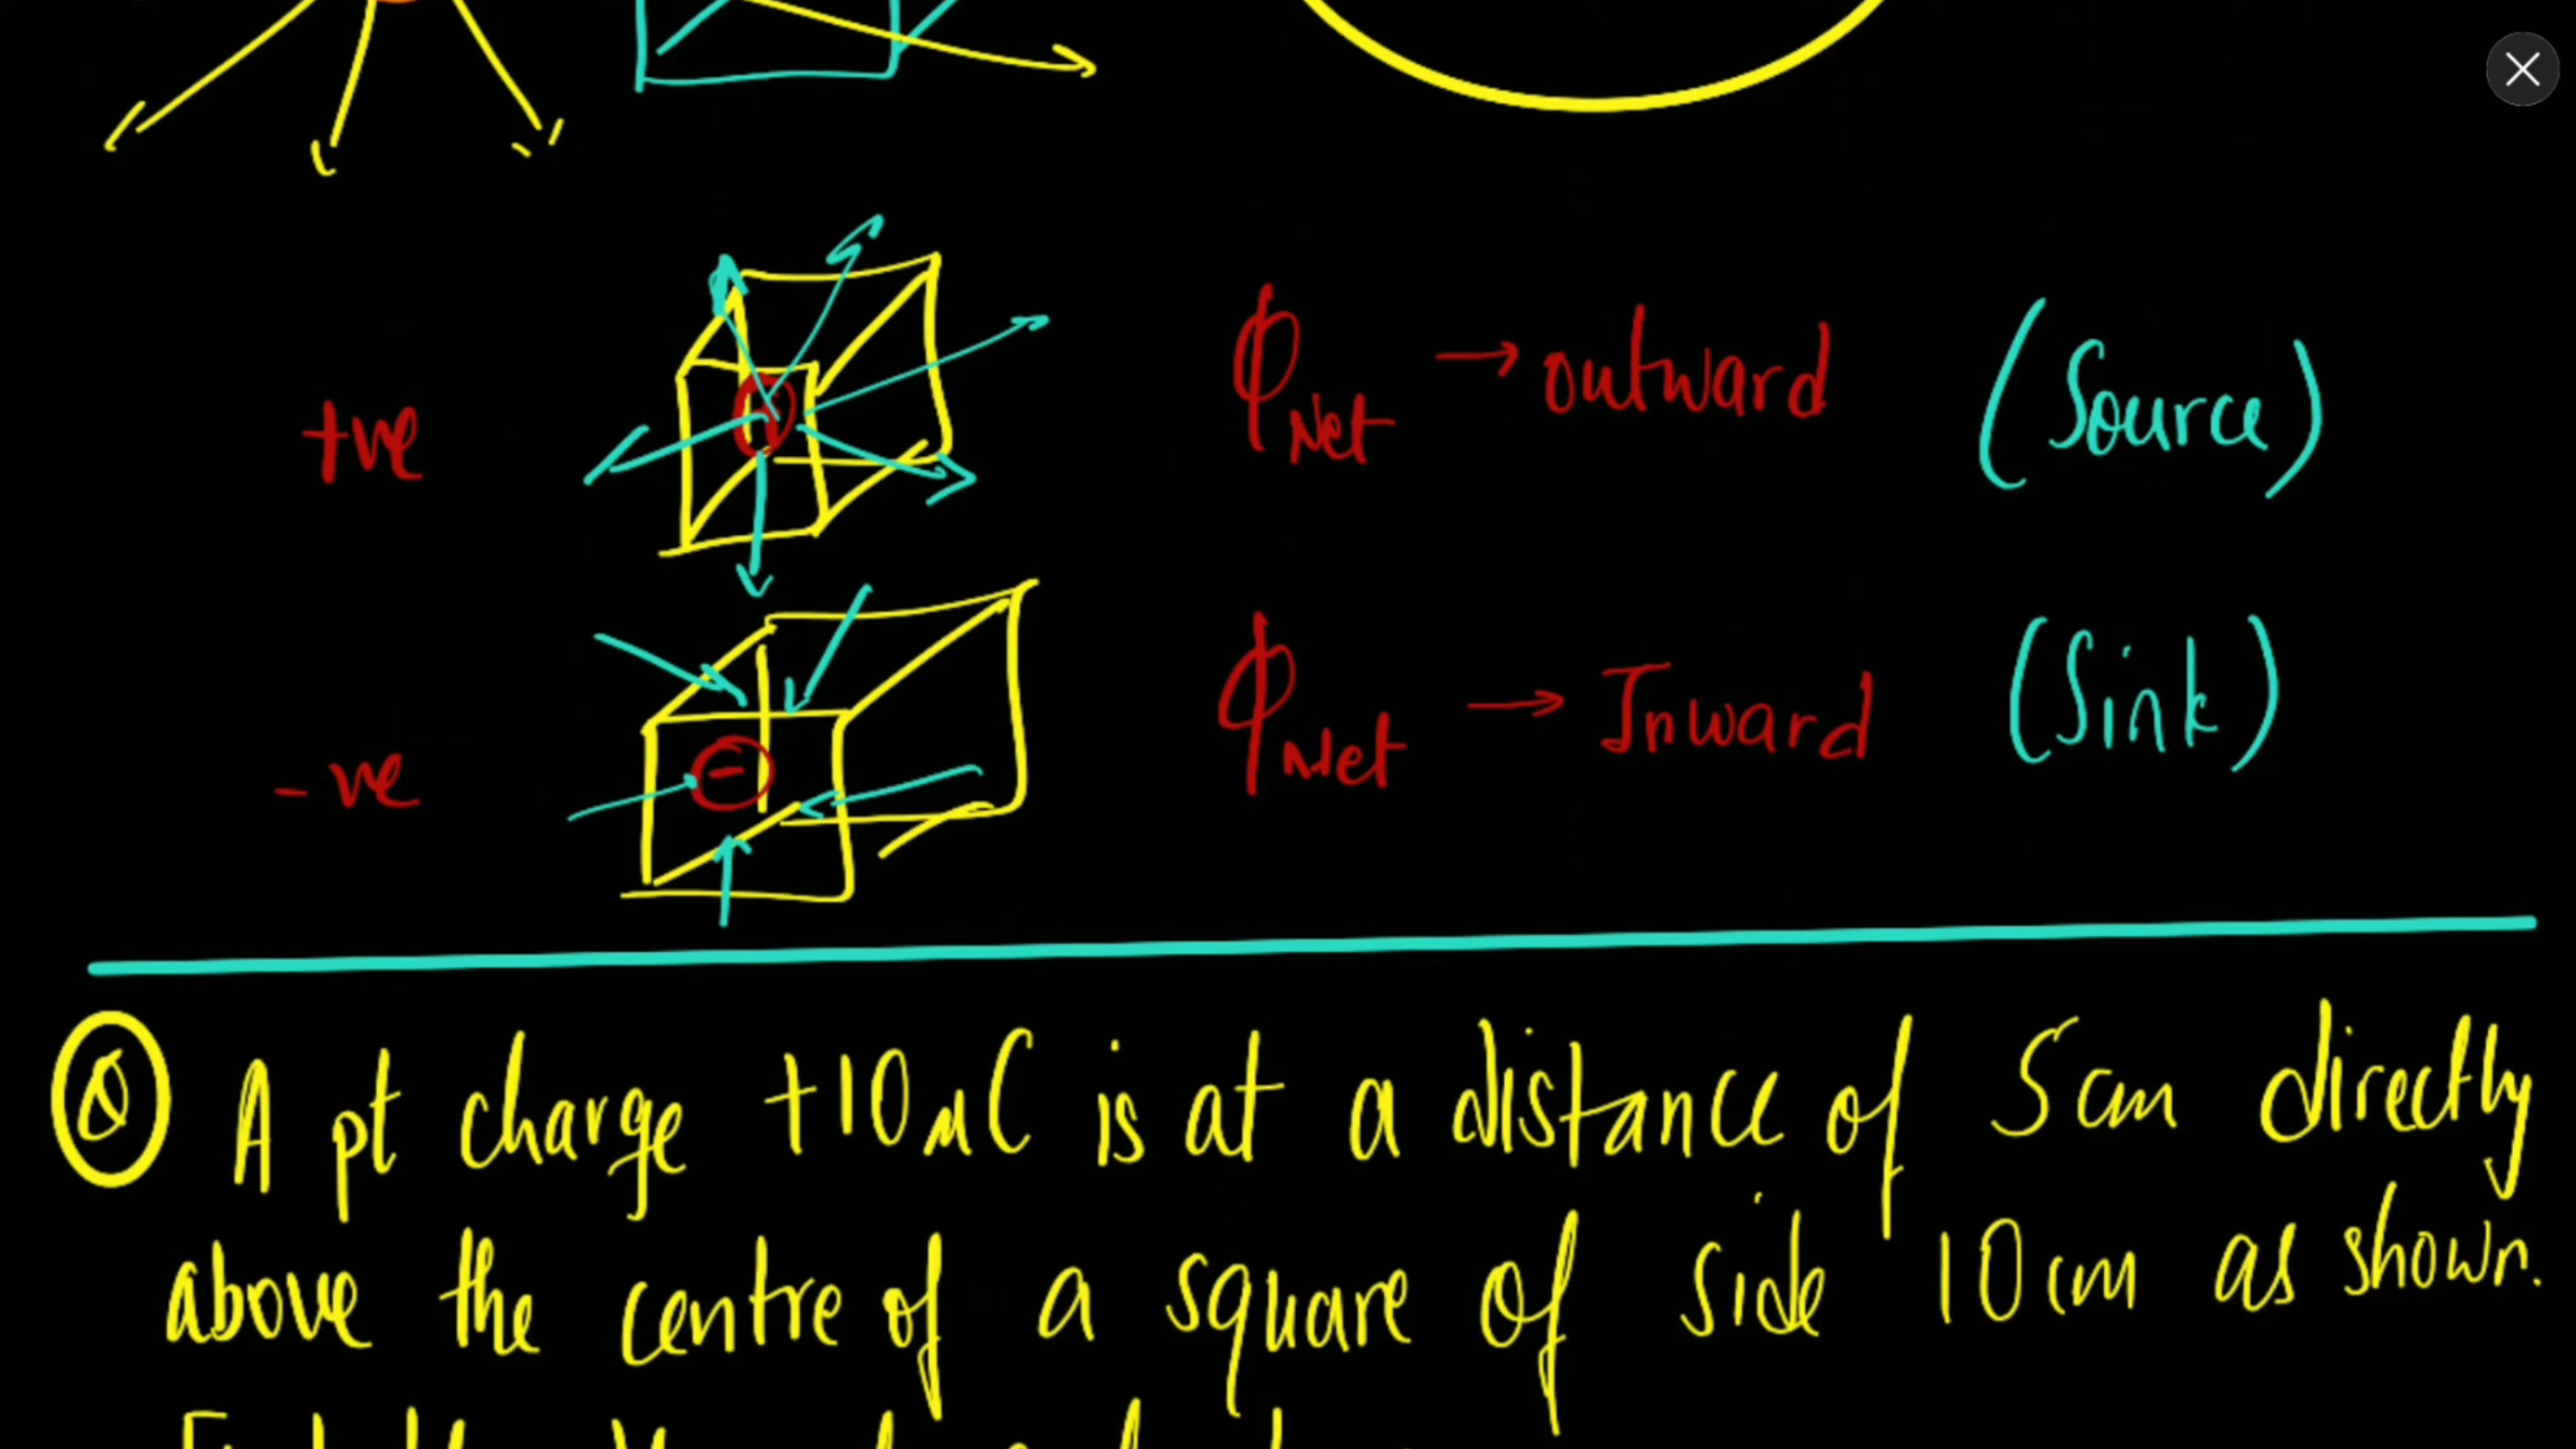 +ve ϕNet → outward (Source)
- ve ϕNet → Inward (Sink)
Q A pt charge +10μC is at a distance of 5cm directly
above the centre of a square of side 10cm as shown.